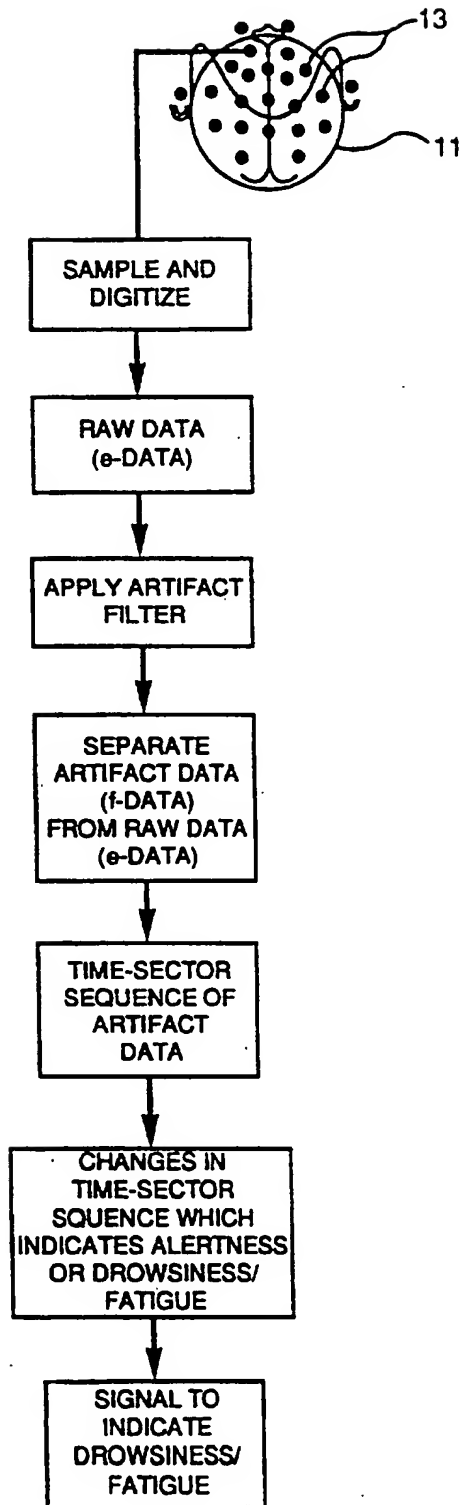 13
11
SAMPLE AND
DIGITIZE
RAW DATA
(e-DATA)
APPLY ARTIFACT
FILTER
SEPARATE
ARTIFACT DATA
(f-DATA)
FROM RAW DATA
(e-DATA)
TIME-SECTOR
SEQUENCE OF
ARTIFACT
DATA
CHANGES IN
TIME-SECTOR
SQUENCE WHICH
INDICATES ALERTNESS
OR DROWSINESS/
FATIGUE
SIGNAL TO
INDICATE
DROWSINESS/
FATIGUE